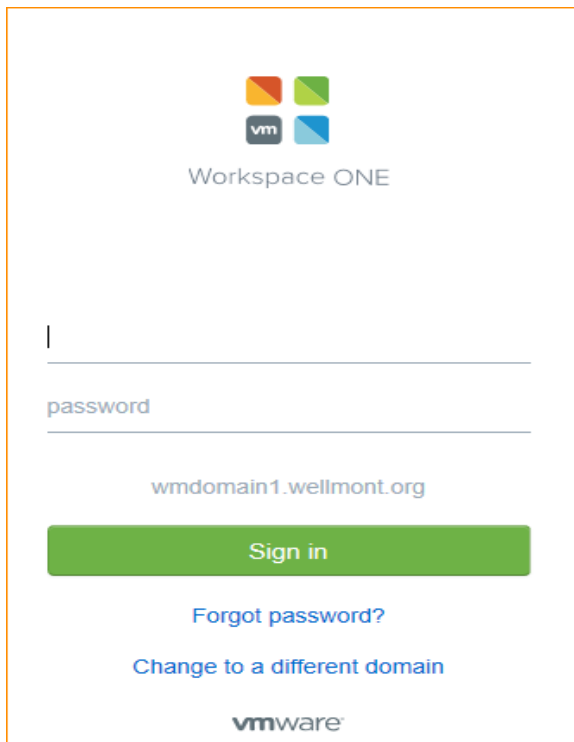 vm
Workspace ONE
password
wmdomain1.wellmont.org
Sign in
Forgot password?
Change to a different domain
vmware